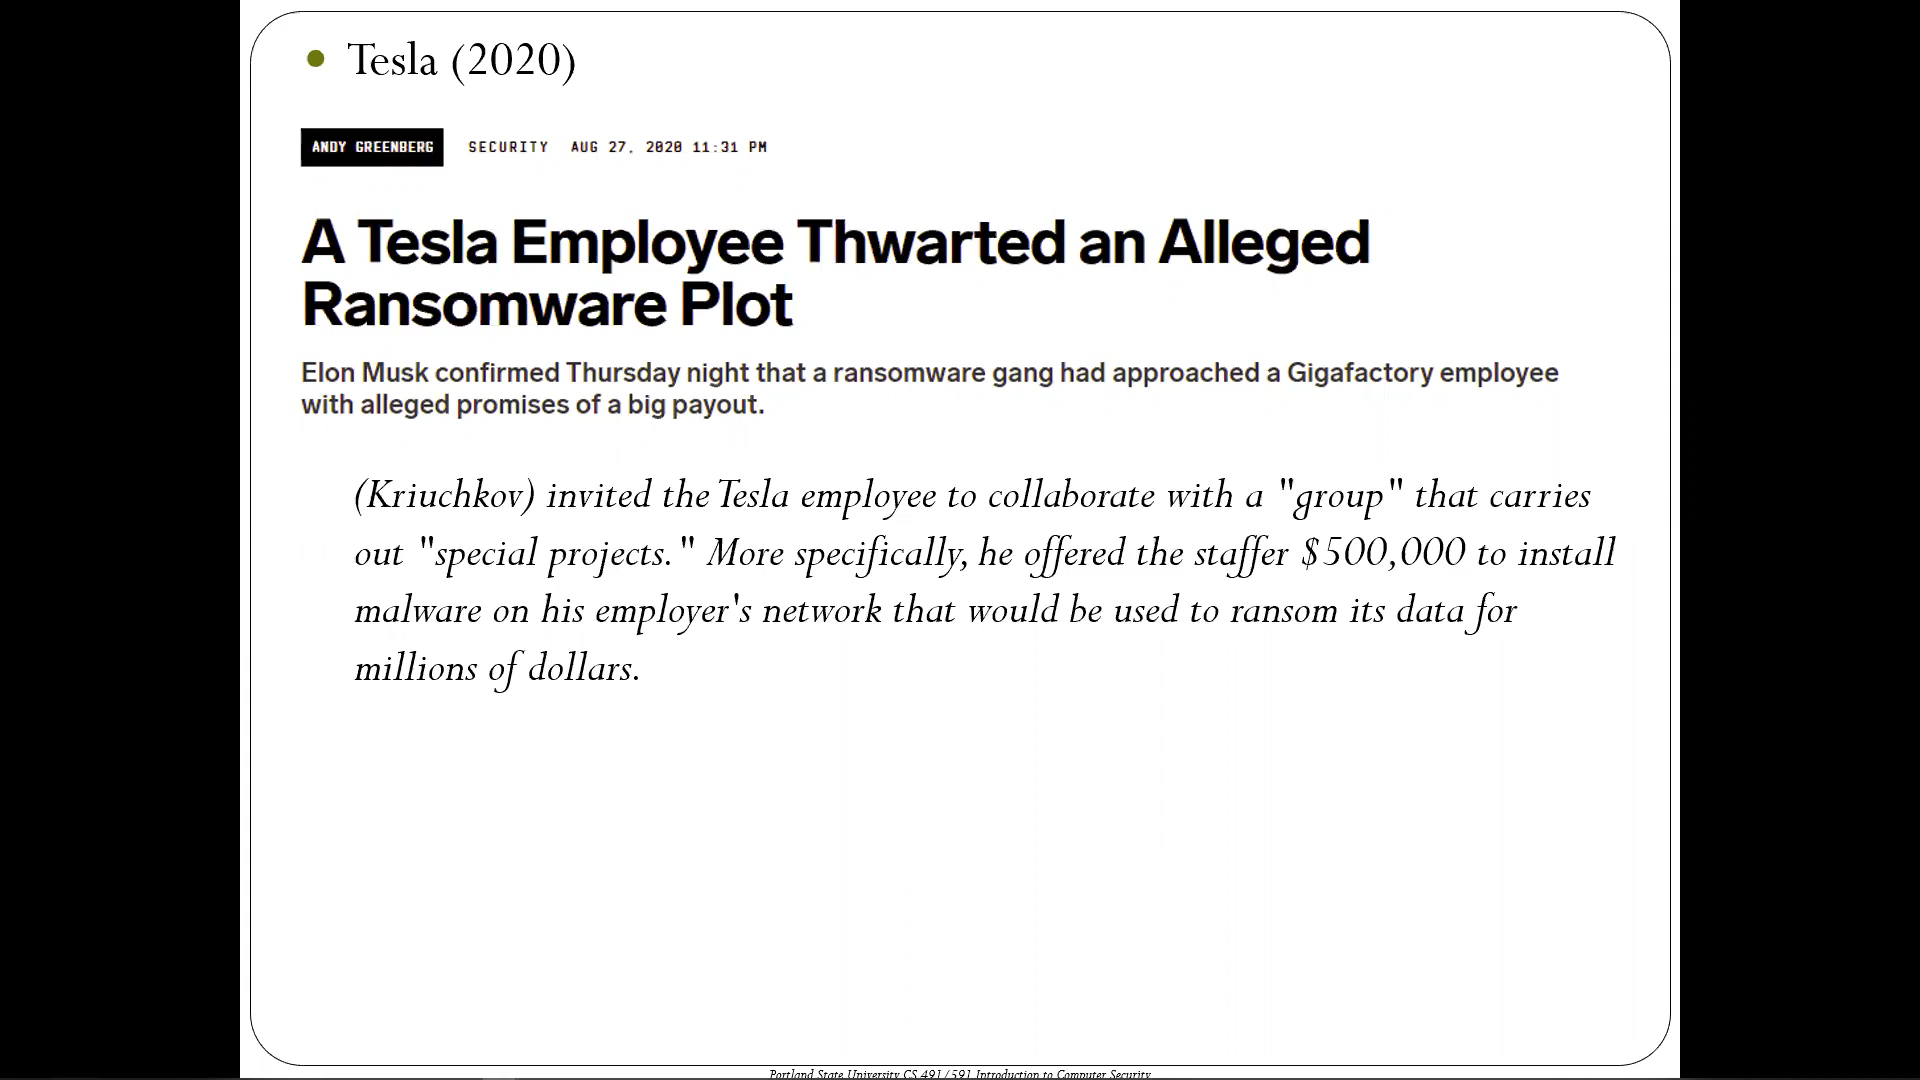 • Tesla (2020)
ANDY GREENBERG SECURITY AUG 27, 2020 11:31 PM
A Tesla Employee Thwarted an Alleged
Ransomware Plot
Elon Musk confirmed Thursday night that a ransomware gang had approached a Gigafactory employee
with alleged promises of a big payout.
(Kriuchkov) invited the Tesla employee to collaborate with a "group" that carries
out "special projects." More specifically, he offered the staffer $500,000 to install
malware on his employer's network that would be used to ransom its data for
millions of dollars.
Portland State University CS 491/591 Introduction to Computer Security